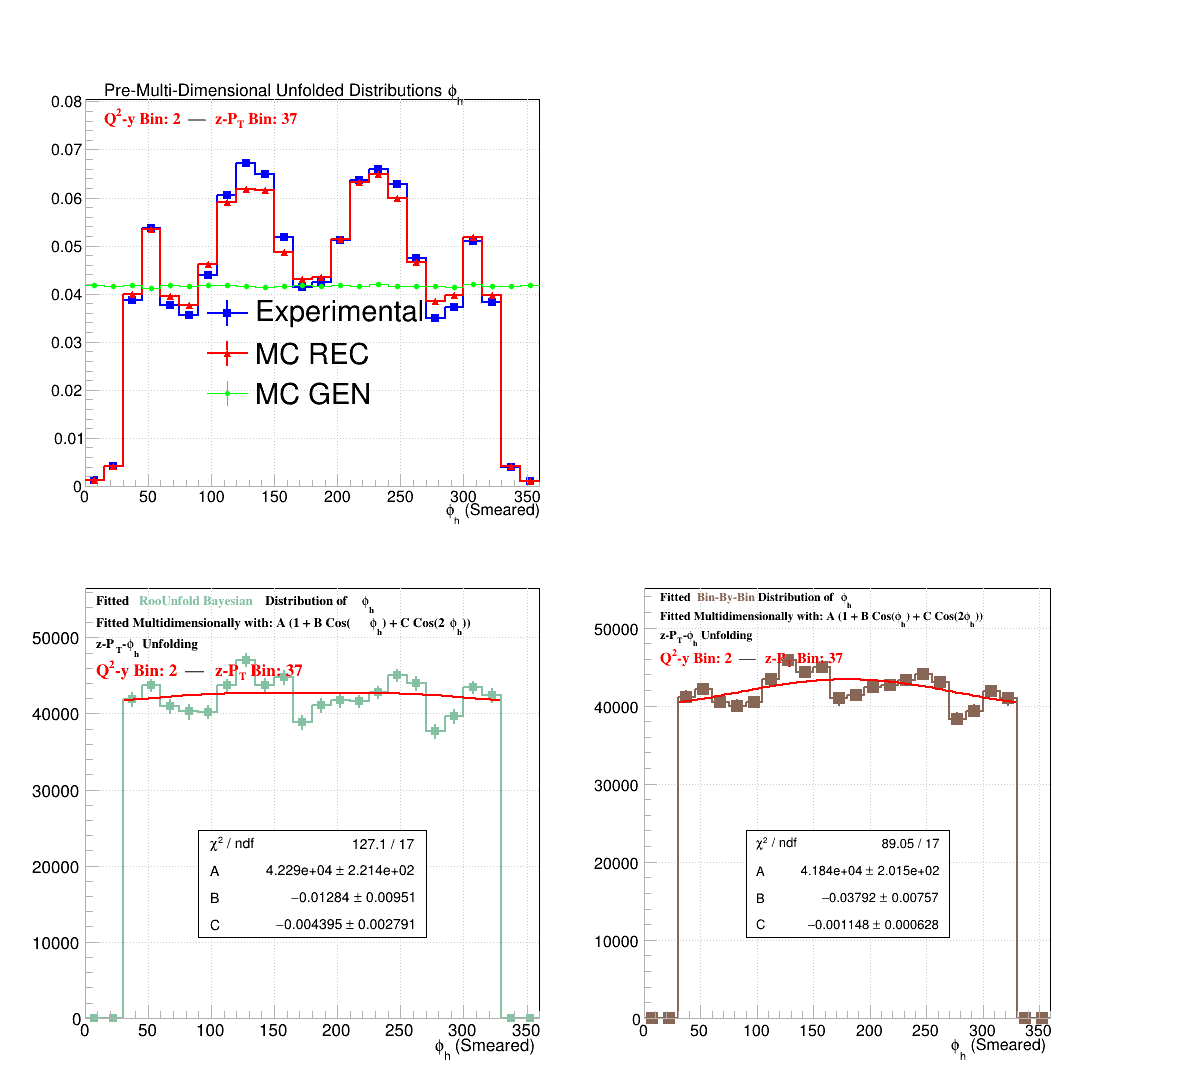 Pre-Multi-Dimensional Unfolded Distributions ϕh
Q²-y Bin: 2 — z-PT Bin: 37
0.08
0.07
0.06
0.05
0.04
0.03
0.02
0.01
0
Experimental
MC REC
MC GEN
0 50 100 150 200 250 300 350
ϕh (Smeared)
Fitted RooUnfold Bayesian Distribution of ϕh
Fitted Multidimensionally with: A (1 + B Cos( ϕh) + C Cos(2 ϕh))
z-PT-ϕh Unfolding
Q²-y Bin: 2 — z-PT Bin: 37
50000
40000
30000
20000
10000
0
χ² / ndf 127.1 / 17
A 4.229e+04 ± 2.214e+02
B −0.01284 ± 0.00951
C −0.004395 ± 0.002791
0 50 100 150 200 250 300 350
ϕh (Smeared)
Fitted Bin-By-Bin Distribution of ϕh
Fitted Multidimensionally with: A (1 + B Cos(ϕh) + C Cos(2ϕh))
z-PT-ϕh Unfolding
Q²-y Bin: 2 — z-PT Bin: 37
50000
40000
30000
20000
10000
0
χ² / ndf 89.05 / 17
A 4.184e+04 ± 2.015e+02
B −0.03792 ± 0.00757
C −0.001148 ± 0.000628
0 50 100 150 200 250 300 350
ϕh (Smeared)